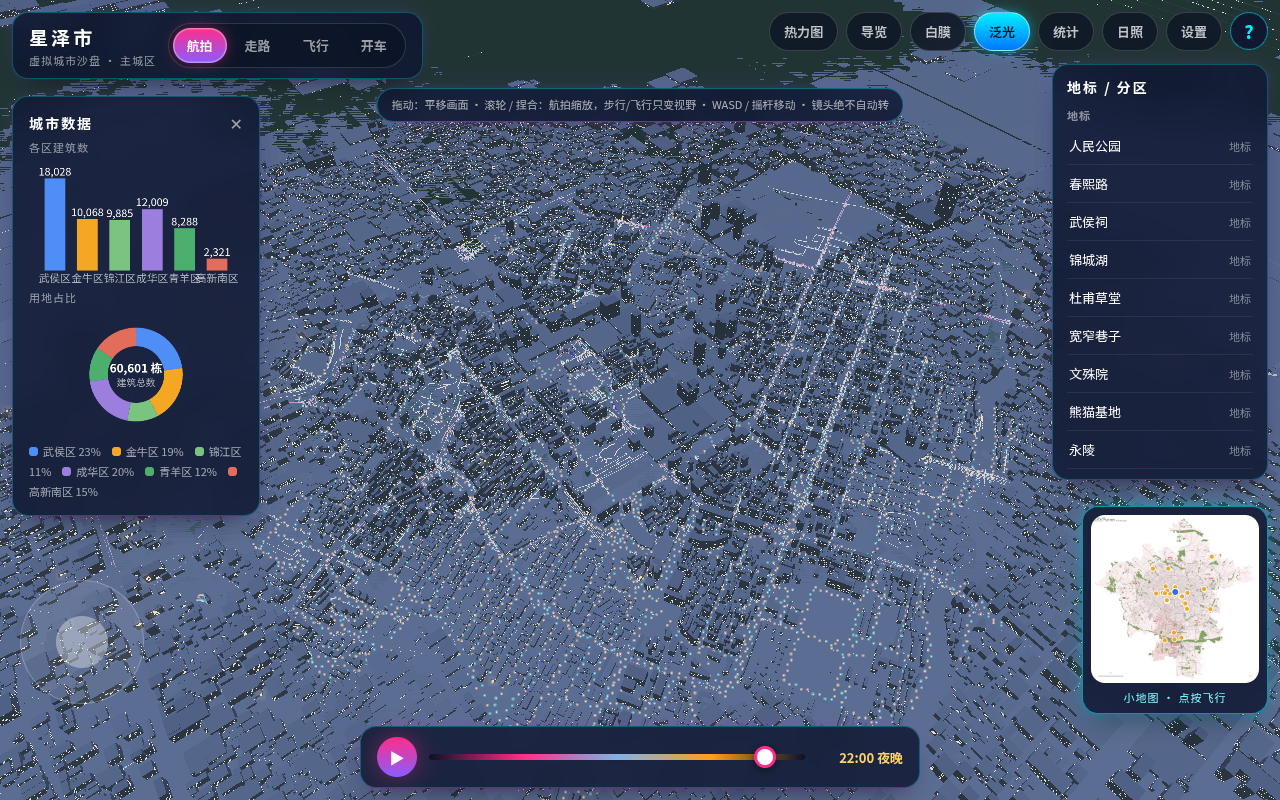 星泽市
虚拟城市沙盘 · 主城区
航拍 走路 飞行 开车
热力图 导览 白膜 泛光 统计 日照 设置 ?
拖动：平移画面 · 滚轮 / 捏合：航拍缩放，步行/飞行只变视野 · WASD / 摇杆移动 · 镜头绝不自动转
城市数据 ×
各区建筑数
18,028
10,068
9,885
12,009
8,288
2,321
武侯区 金牛区 锦江区 成华区 青羊区 高新南区
用地占比
60,601 栋
建筑总数
武侯区 23% 金牛区 19% 锦江区
11% 成华区 20% 青羊区 12%
高新南区 15%
地标 / 分区
地标
人民公园 地标
春熙路 地标
武侯祠 地标
锦城湖 地标
杜甫草堂 地标
宽窄巷子 地标
文殊院 地标
熊猫基地 地标
永陵 地标
小地图 · 点按飞行
22:00 夜晚